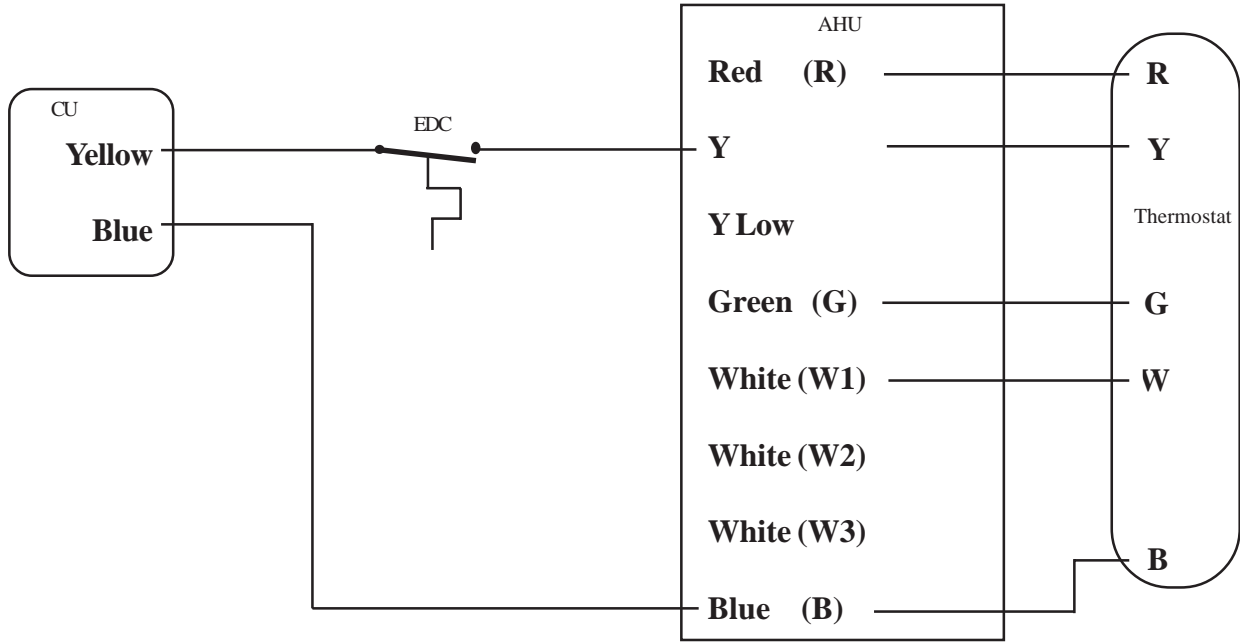 AHU
Red (R)
Y
Y Low
Green (G)
White (W1)
White (W2)
White (W3)
Blue (B)
CU
Yellow
Blue
EDC
R
Y
Thermostat
G
W
B